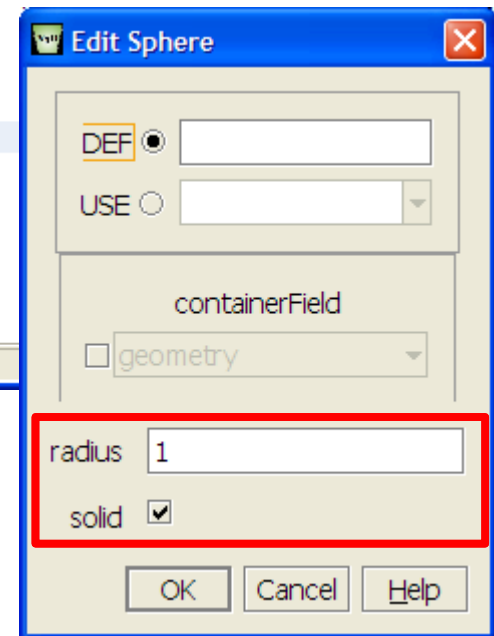 Edit Sphere
DEF
USE
containerField
geometry
radius 1
solid
OK Cancel Help